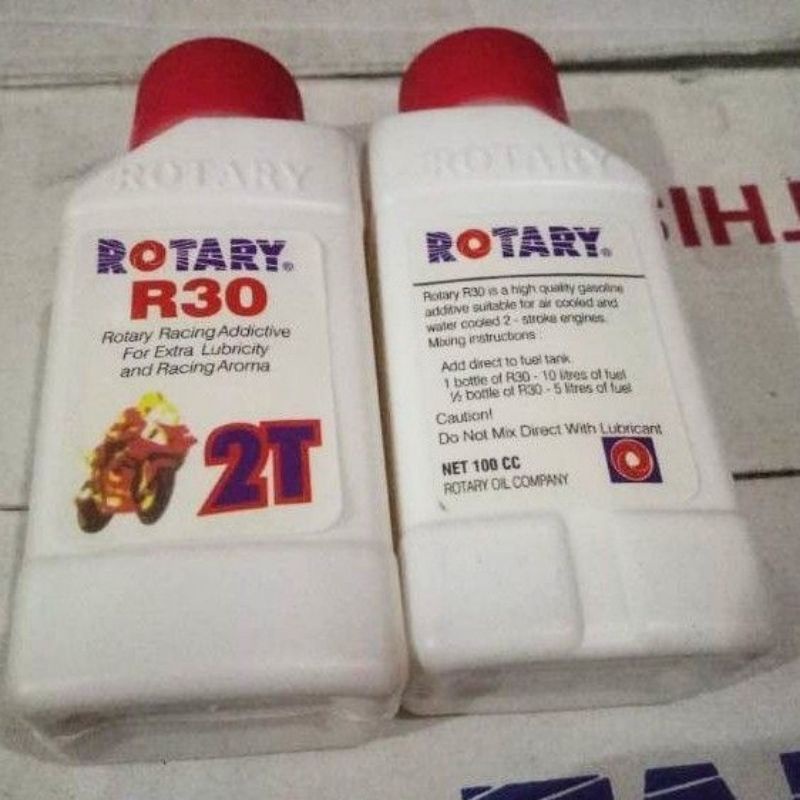 ROTARY
ROTARY®
R30
Rotary Racing Addictive
For Extra Lubricity
and Racing Aroma
2T
ROTARY
ROTARY®
Rotary R30 is a high quality gasoline
additive suitable for air cooled and
water cooled 2 - stroke engines.
Mixing instructions :
Add direct to fuel tank
1 bottle of R30 - 10 litres of fuel
½ bottle of R30 - 5 litres of fuel
Caution!
Do Not Mix Direct With Lubricant
NET 100 CC
ROTARY OIL COMPANY
THIS